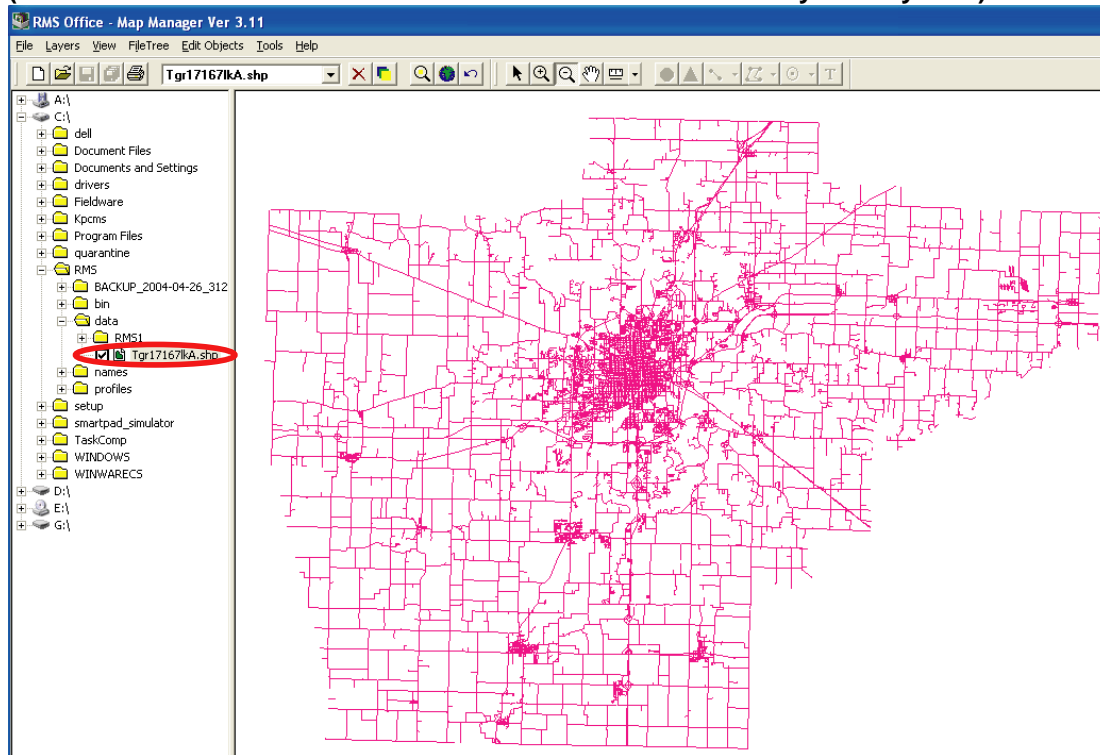 RMS Office - Map Manager Ver 3.11
File Layers View FileTree Edit Objects Tools Help
Tgr17167lkA.shp
T
A:\
C:\
dell
Document Files
Documents and Settings
drivers
Fieldware
Kpcms
Program Files
quarantine
RMS
BACKUP_2004-04-26_312
bin
data
RMS1
Tgr17167lkA.shp
names
profiles
setup
smartpad_simulator
TaskComp
WINDOWS
WINWARECS
D:\
E:\
G:\